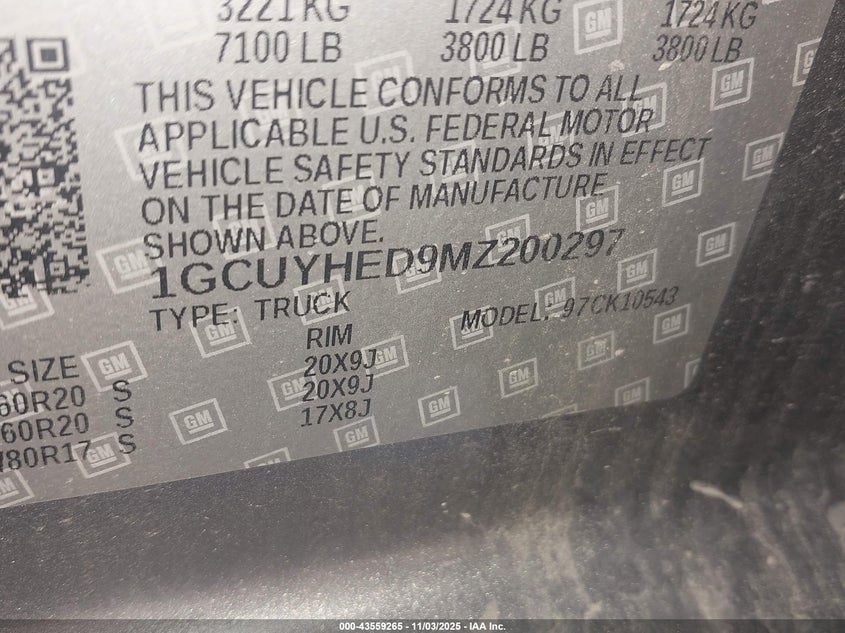 3221 KG 1724 KG 1724 KG
7100 LB 3800 LB 3800 LB
THIS VEHICLE CONFORMS TO ALL
APPLICABLE U.S. FEDERAL MOTOR
VEHICLE SAFETY STANDARDS IN EFFECT
ON THE DATE OF MANUFACTURE
SHOWN ABOVE.
1GCUYHED9MZ200297
TYPE: TRUCK MODEL: 97CK10543
RIM
SIZE 20X9J
60R20 S 20X9J
60R20 S 17X8J
80R17 S
GM
000-43559265 - 11/03/2025 - IAA Inc.